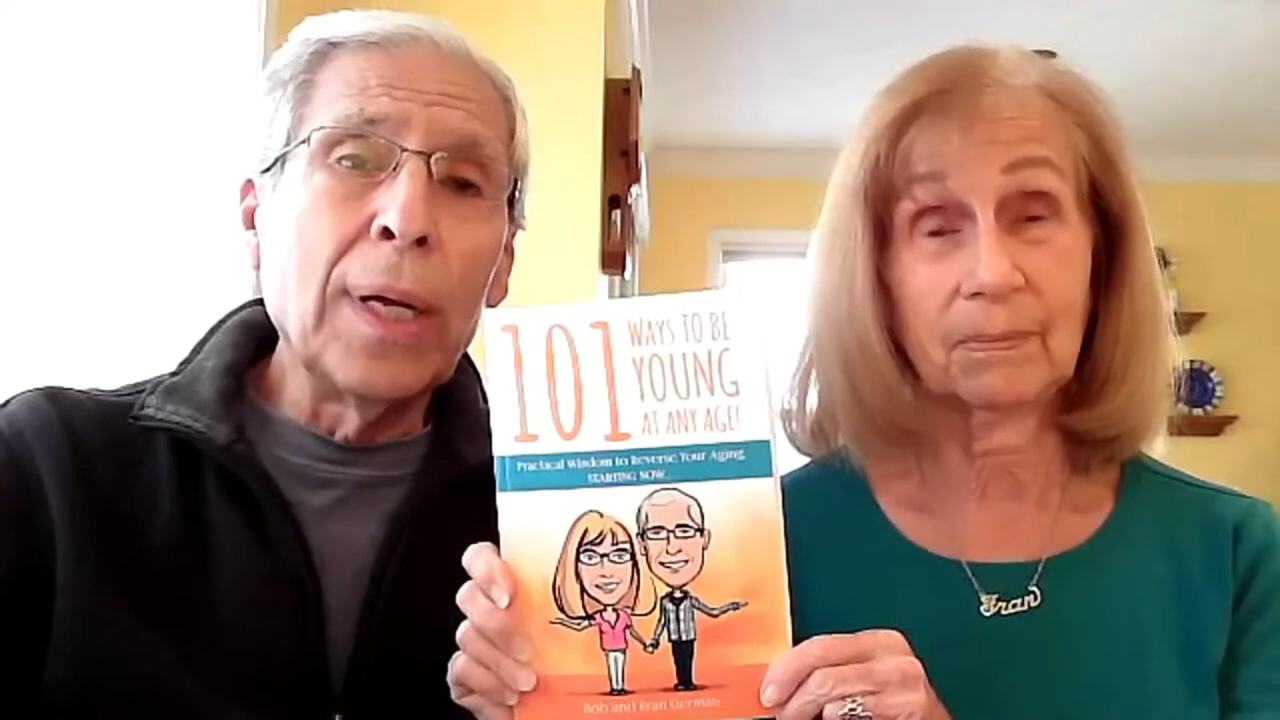 101 WAYS TO BE
YOUNG
AT ANY AGE!
Practical Wisdom to Reverse Your Aging,
STARTING NOW
Bob and Fran German
Fran